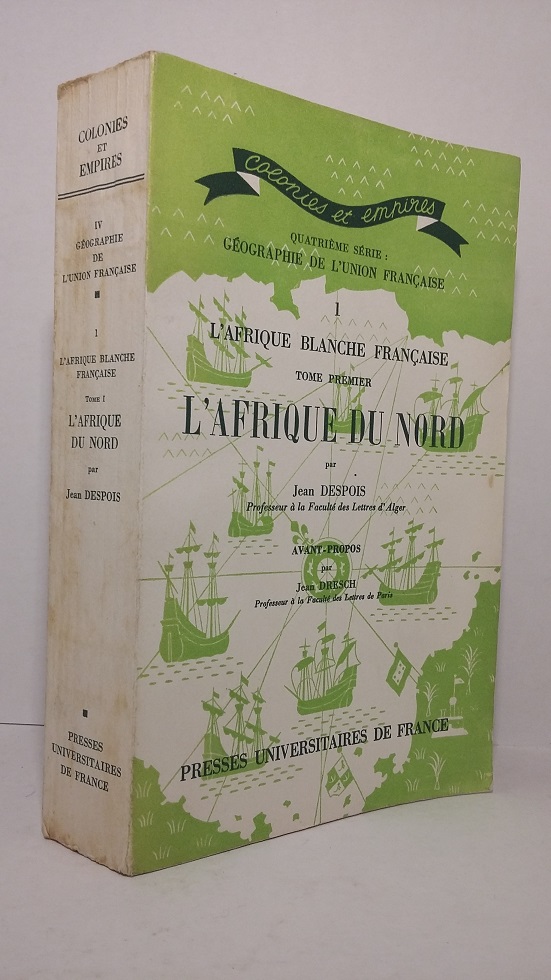 COLONIES
ET
EMPIRES
IV
GÉOGRAPHIE
DE
L'UNION FRANÇAISE
1
L'AFRIQUE BLANCHE
FRANÇAISE
TOME I
L'AFRIQUE
DU NORD
par
Jean DESPOIS
PRESSES
UNIVERSITAIRES
DE FRANCE
colonies et empires
QUATRIÈME SÉRIE :
GÉOGRAPHIE DE L'UNION FRANÇAISE
1
L'AFRIQUE BLANCHE FRANÇAISE
TOME PREMIER
L'AFRIQUE DU NORD
par
Jean DESPOIS
Professeur à la Faculté des Lettres d'Alger
AVANT-PROPOS
par
Jean DRESCH
Professeur à la Faculté des Lettres de Paris
PRESSES UNIVERSITAIRES DE FRANCE